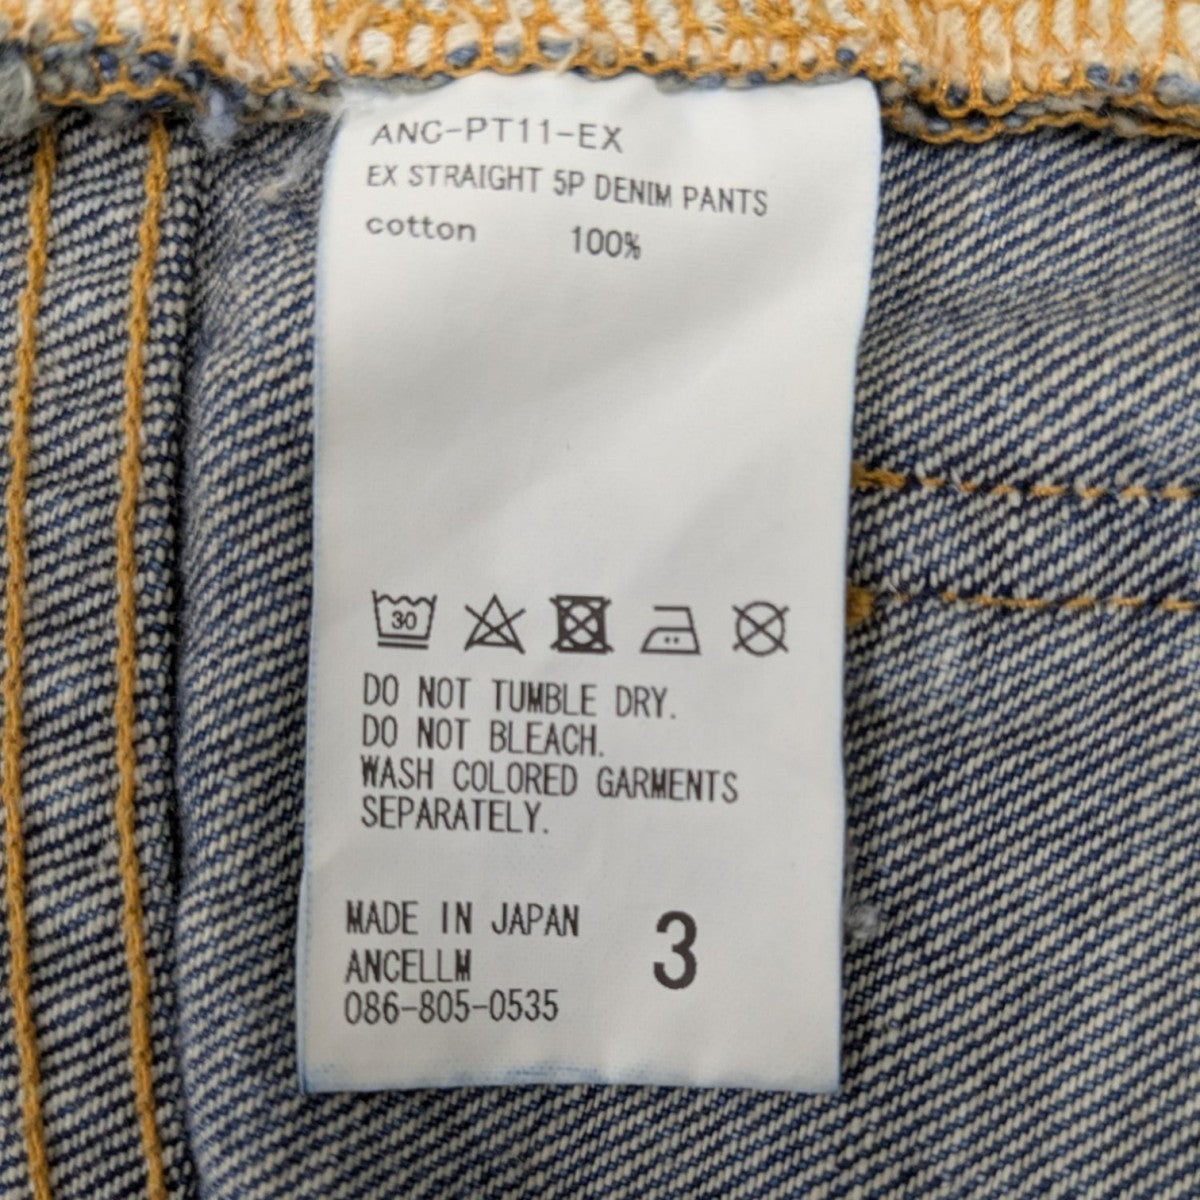 ANC-PT11-EX
EX STRAIGHT 5P DENIM PANTS
cotton 100%
30
DO NOT TUMBLE DRY.
DO NOT BLEACH.
WASH COLORED GARMENTS
SEPARATELY.
MADE IN JAPAN
ANCELLM
086-805-0535
3